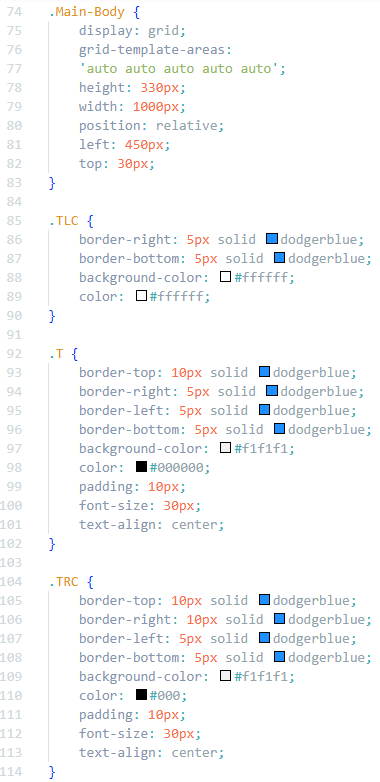 74 .Main-Body {
75 display: grid;
76 grid-template-areas:
77 'auto auto auto auto auto';
78 height: 330px;
79 width: 1000px;
80 position: relative;
81 left: 450px;
82 top: 30px;
83 }
84
85 .TLC {
86 border-right: 5px solid dodgerblue;
87 border-bottom: 5px solid dodgerblue;
88 background-color: #ffffff;
89 color: #ffffff;
90 }
91
92 .T {
93 border-top: 10px solid dodgerblue;
94 border-right: 5px solid dodgerblue;
95 border-left: 5px solid dodgerblue;
96 border-bottom: 5px solid dodgerblue;
97 background-color: #f1f1f1;
98 color: #000000;
99 padding: 10px;
100 font-size: 30px;
101 text-align: center;
102 }
103
104 .TRC {
105 border-top: 10px solid dodgerblue;
106 border-right: 10px solid dodgerblue;
107 border-left: 5px solid dodgerblue;
108 border-bottom: 5px solid dodgerblue;
109 background-color: #f1f1f1;
110 color: #000;
111 padding: 10px;
112 font-size: 30px;
113 text-align: center;
114 }